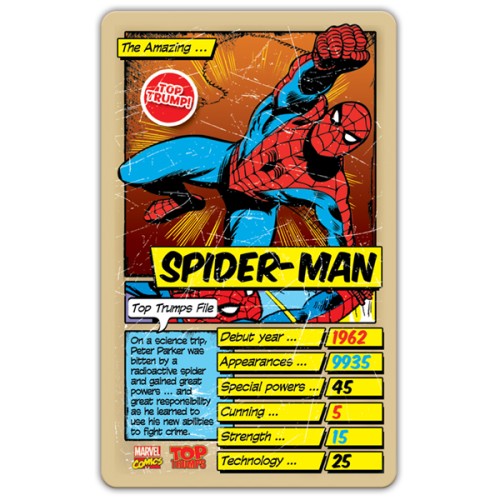 The Amazing ...
TOP
TRUMP!
SPIDER-MAN
Top Trumps File
On a science trip,
Peter Parker was
bitten by a
radioactive spider
and gained great
powers ... and
great responsibility
as he learned to
use his new abilities
to fight crime.
Debut year ... 1962
Appearances ... 9935
Special powers ... 45
Cunning ... 5
Strength ... 15
Technology ... 25
MARVEL
COMICS
TOP
TRUMPS